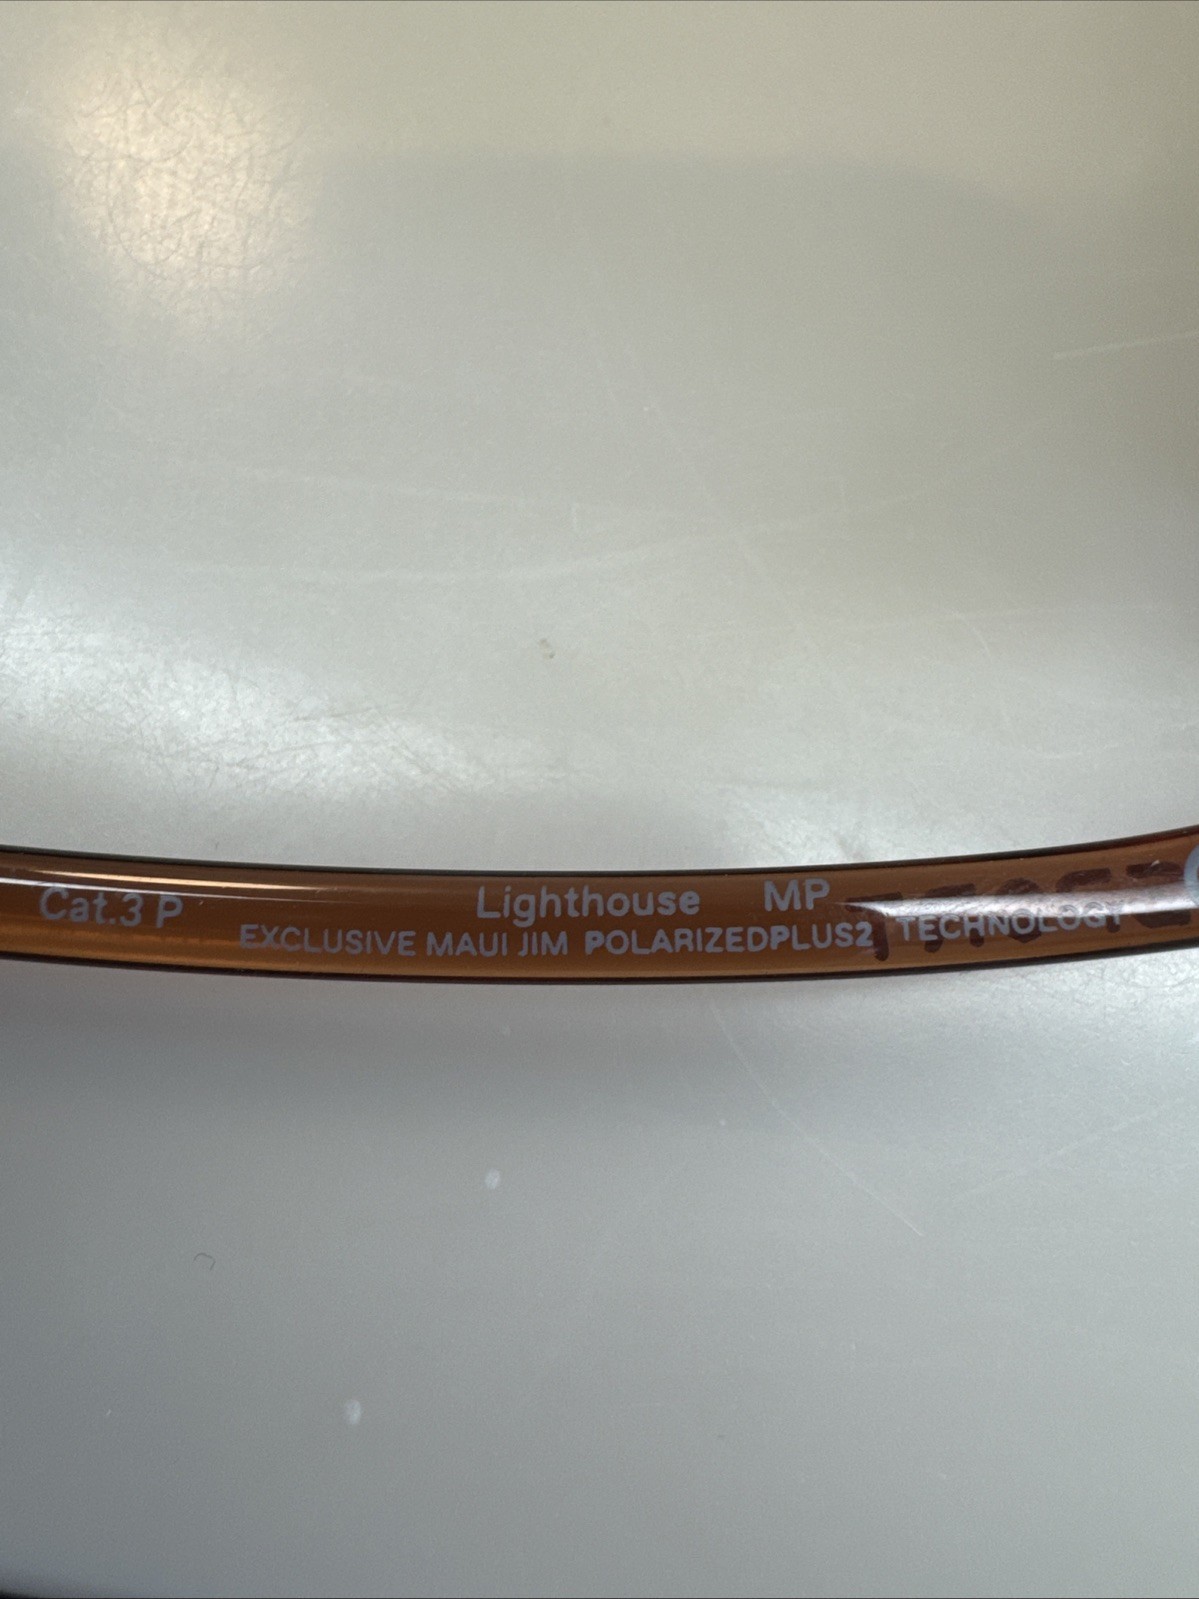 Cat.3 P Lighthouse MP
EXCLUSIVE MAUI JIM POLARIZEDPLUS2 TECHNOLOGY